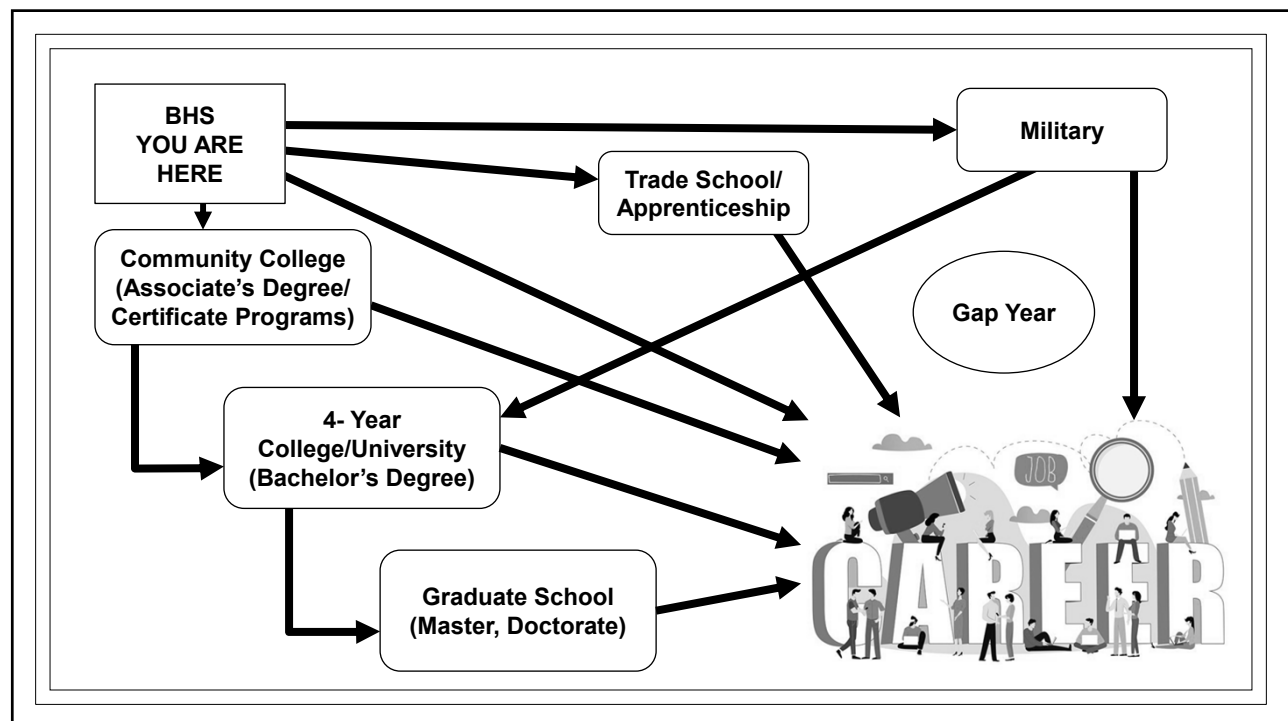 BHS
YOU ARE
HERE
Military
Trade School/
Apprenticeship
Community College
(Associate’s Degree/
Certificate Programs)
Gap Year
4- Year
College/University
(Bachelor’s Degree)
JOB
Graduate School
(Master, Doctorate)
CAREER